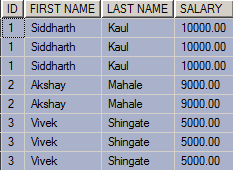 ID FIRST NAME LAST NAME SALARY
1 Siddharth Kaul 10000.00
1 Siddharth Kaul 10000.00
1 Siddharth Kaul 10000.00
2 Akshay Mahale 9000.00
2 Akshay Mahale 9000.00
3 Vivek Shingate 5000.00
3 Vivek Shingate 5000.00
3 Vivek Shingate 5000.00